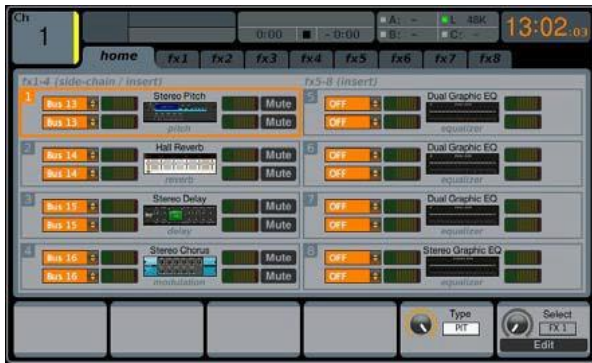 Ch
1
0:00 - 0:00
A: - L 48K
B: - C: -
13:02:03
home fx1 fx2 fx3 fx4 fx5 fx6 fx7 fx8
fx1-4 (side-chain / insert) fx5-8 (insert)
1 Bus 13 Stereo Pitch Mute 5 OFF Dual Graphic EQ
Bus 13 pitch Mute OFF equalizer
2 Bus 14 Hall Reverb Mute 6 OFF Dual Graphic EQ
Bus 14 reverb Mute OFF equalizer
3 Bus 15 Stereo Delay Mute 7 OFF Dual Graphic EQ
Bus 15 delay Mute OFF equalizer
4 Bus 16 Stereo Chorus Mute 8 OFF Stereo Graphic EQ
Bus 16 modulation Mute OFF equalizer
Type Select
PIT FX 1
Edit